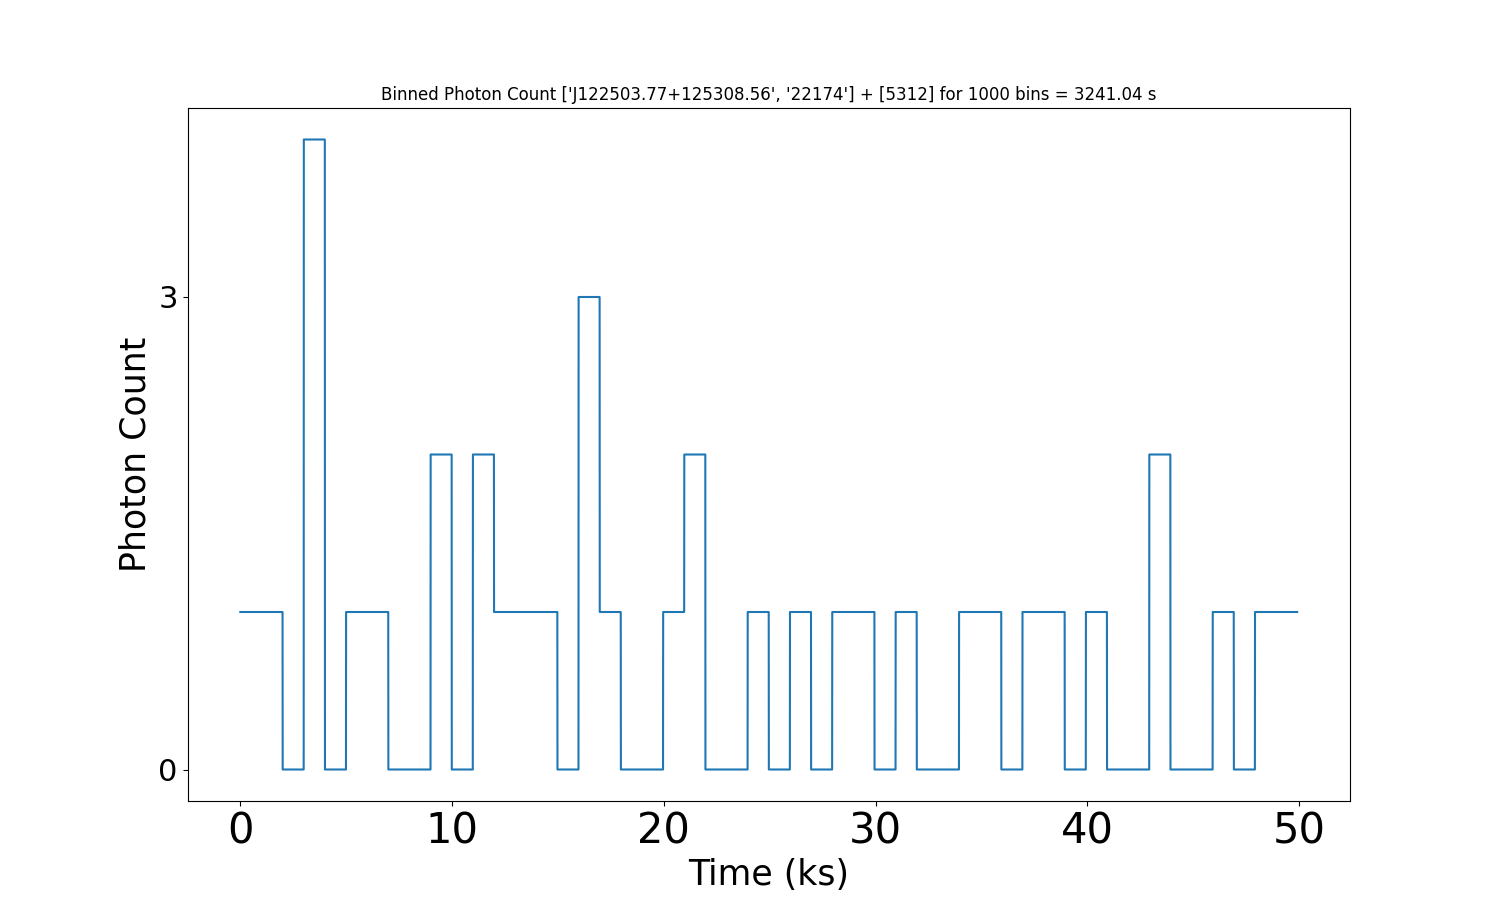 Binned Photon Count ['J122503.77+125308.56', '22174'] + [5312] for 1000 bins = 3241.04 s
Photon Count
3
0
0 10 20 30 40 50
Time (ks)